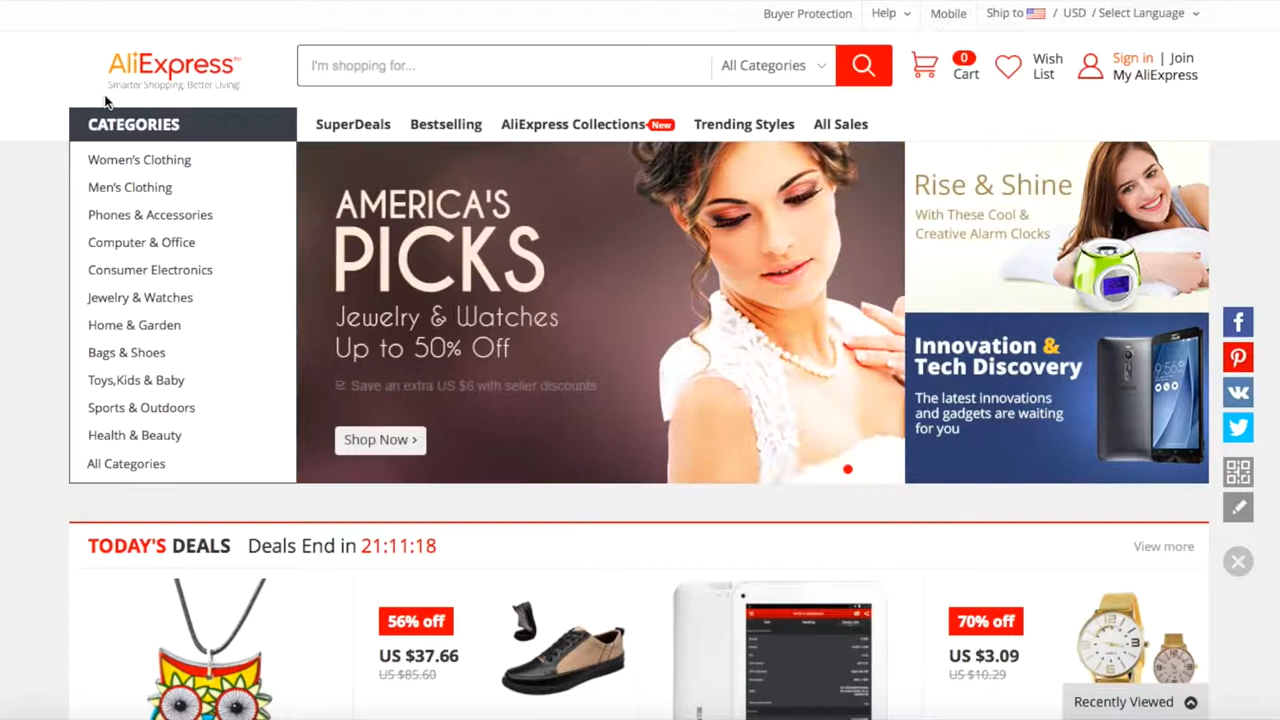 Buyer Protection
Help
Mobile
Ship to / USD / Select Language
AliExpress™
Smarter Shopping, Better Living!
I'm shopping for...
All Categories
0
Cart
Wish List
Sign in | Join
My AliExpress
CATEGORIES
SuperDeals
Bestselling
AliExpress Collections New
Trending Styles
All Sales
Women's Clothing
Men's Clothing
Phones & Accessories
Computer & Office
Consumer Electronics
Jewelry & Watches
Home & Garden
Bags & Shoes
Toys,Kids & Baby
Sports & Outdoors
Health & Beauty
All Categories
AMERICA'S
PICKS
Jewelry & Watches
Up to 50% Off
Save an extra US $6 with seller discounts
Shop Now ›
Rise & Shine
With These Cool &
Creative Alarm Clocks
Innovation &
Tech Discovery
The latest innovations
and gadgets are waiting
for you
TODAY'S DEALS Deals End in 21:11:18
View more
56% off
US $37.66
US $85.60
70% off
US $3.09
US $10.29
Recently Viewed